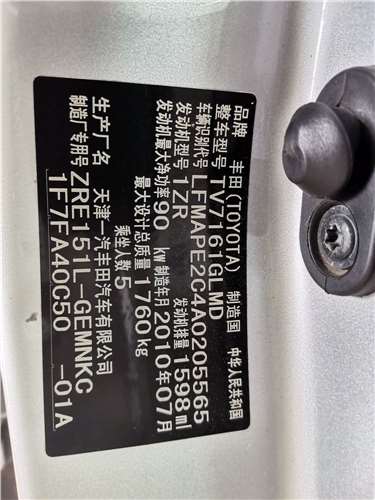 品牌 丰田(TOYOTA) 制造国 中华人民共和国
整车型号 TV7161GLMD
车辆识别代号 LFMAPE2C4A0205565
发动机型号 1ZR 发动机排量 1598ml
发动机最大净功率 90 kW 制造年月 2010年07月
最大设计总质量 1760kg
乘坐人数 5
生产厂名 天津一汽丰田汽车有限公司
制造厂专用号 ZRE151L-GEMNKC
1F7FA40C50 -01A